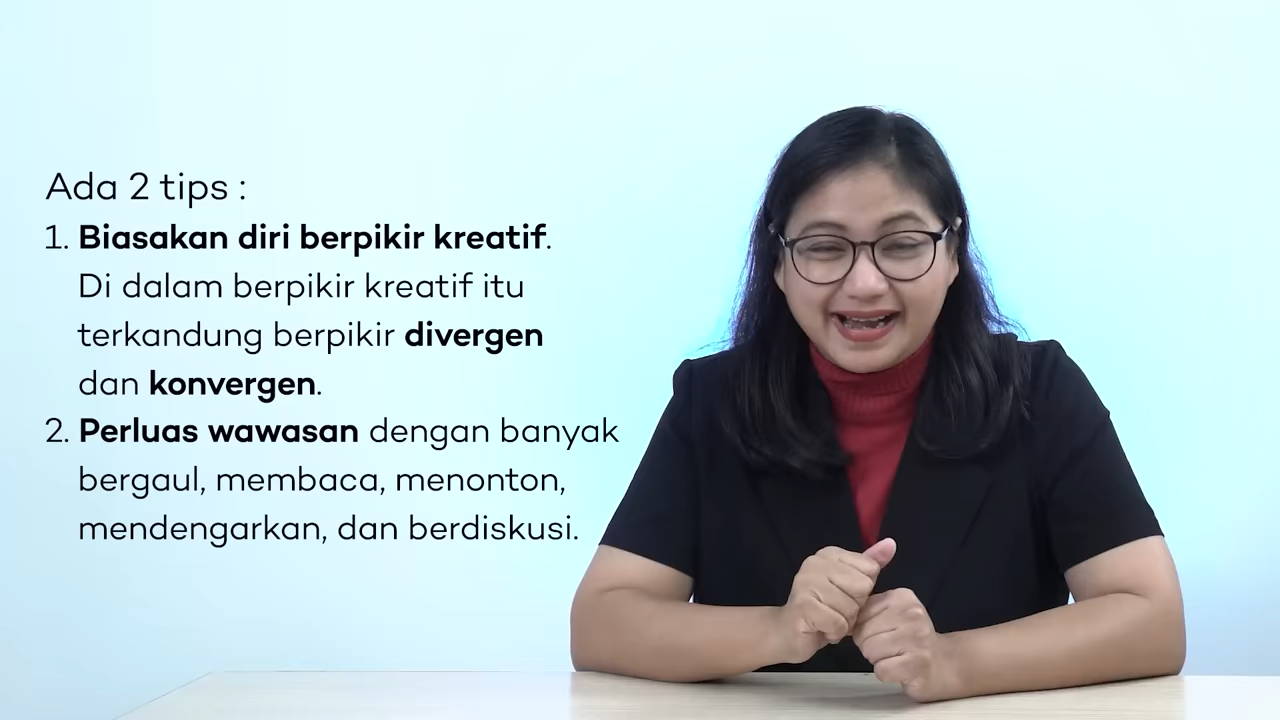 Ada 2 tips :
1. Biasakan diri berpikir kreatif.
Di dalam berpikir kreatif itu
terkandung berpikir divergen
dan konvergen.
2. Perluas wawasan dengan banyak
bergaul, membaca, menonton,
mendengarkan, dan berdiskusi.